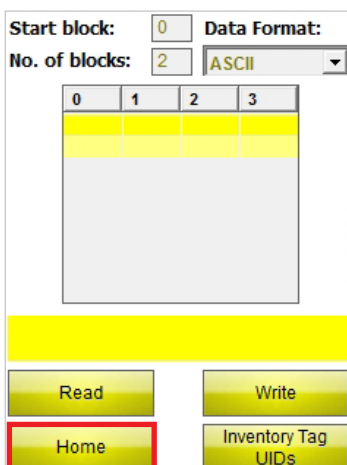 Start block: 0 Data Format:
No. of blocks: 2 ASCII
0 1 2 3
Read Write
Home Inventory Tag
UIDs